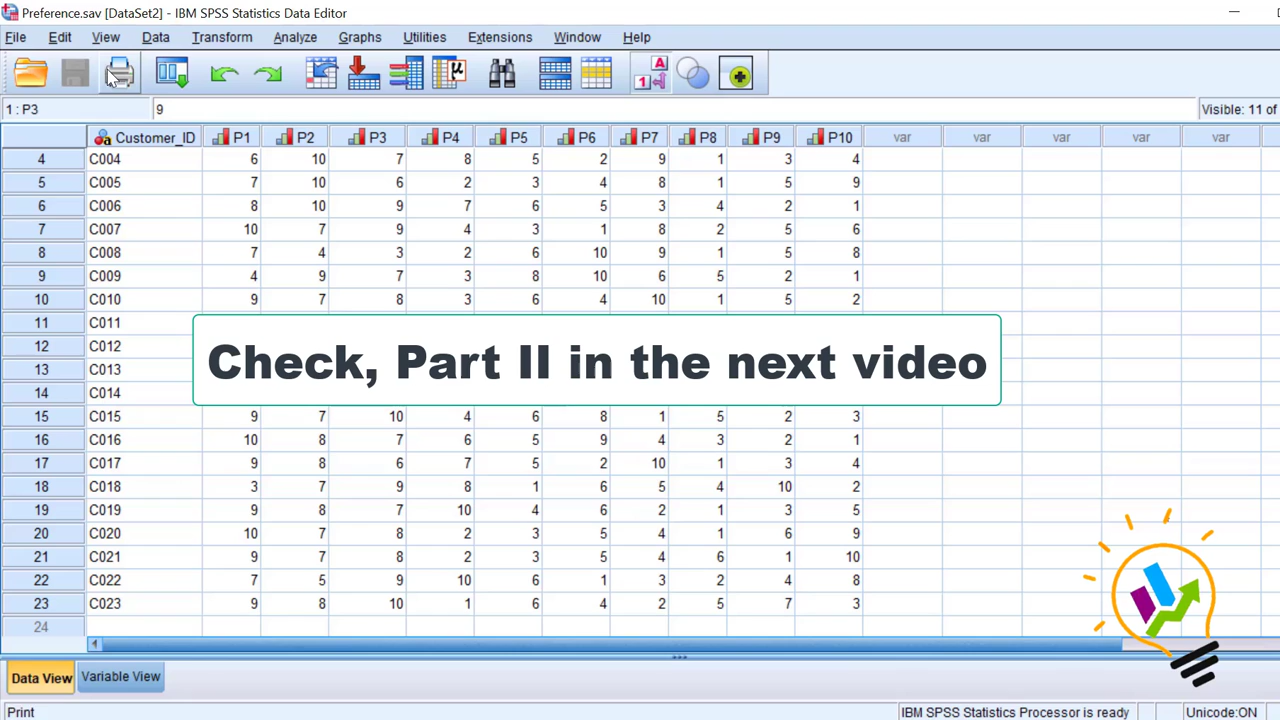 Preference.sav [DataSet2] - IBM SPSS Statistics Data Editor
File Edit View Data Transform Analyze Graphs Utilities Extensions Window Help
1 : P3 9 Visible: 11 of
Customer_ID P1 P2 P3 P4 P5 P6 P7 P8 P9 P10 var var var var var
4 C004 6 10 7 8 5 2 9 1 3 4
5 C005 7 10 6 2 3 4 8 1 5 9
6 C006 8 10 9 7 6 5 3 4 2 1
7 C007 10 7 9 4 3 1 8 2 5 6
8 C008 7 4 3 2 6 10 9 1 5 8
9 C009 4 9 7 3 8 10 6 5 2 1
10 C010 9 7 8 3 6 4 10 1 5 2
11 C011
12 C012
13 C013
14 C014
Check, Part II in the next video
15 C015 9 7 10 4 6 8 1 5 2 3
16 C016 10 8 7 6 5 9 4 3 2 1
17 C017 9 8 6 7 5 2 10 1 3 4
18 C018 3 7 9 8 1 6 5 4 10 2
19 C019 9 8 7 10 4 6 2 1 3 5
20 C020 10 7 8 2 3 5 4 1 6 9
21 C021 9 7 8 2 3 5 4 6 1 10
22 C022 7 5 9 10 6 1 3 2 4 8
23 C023 9 8 10 1 6 4 2 5 7 3
24
Data View Variable View
Print IBM SPSS Statistics Processor is ready Unicode:ON